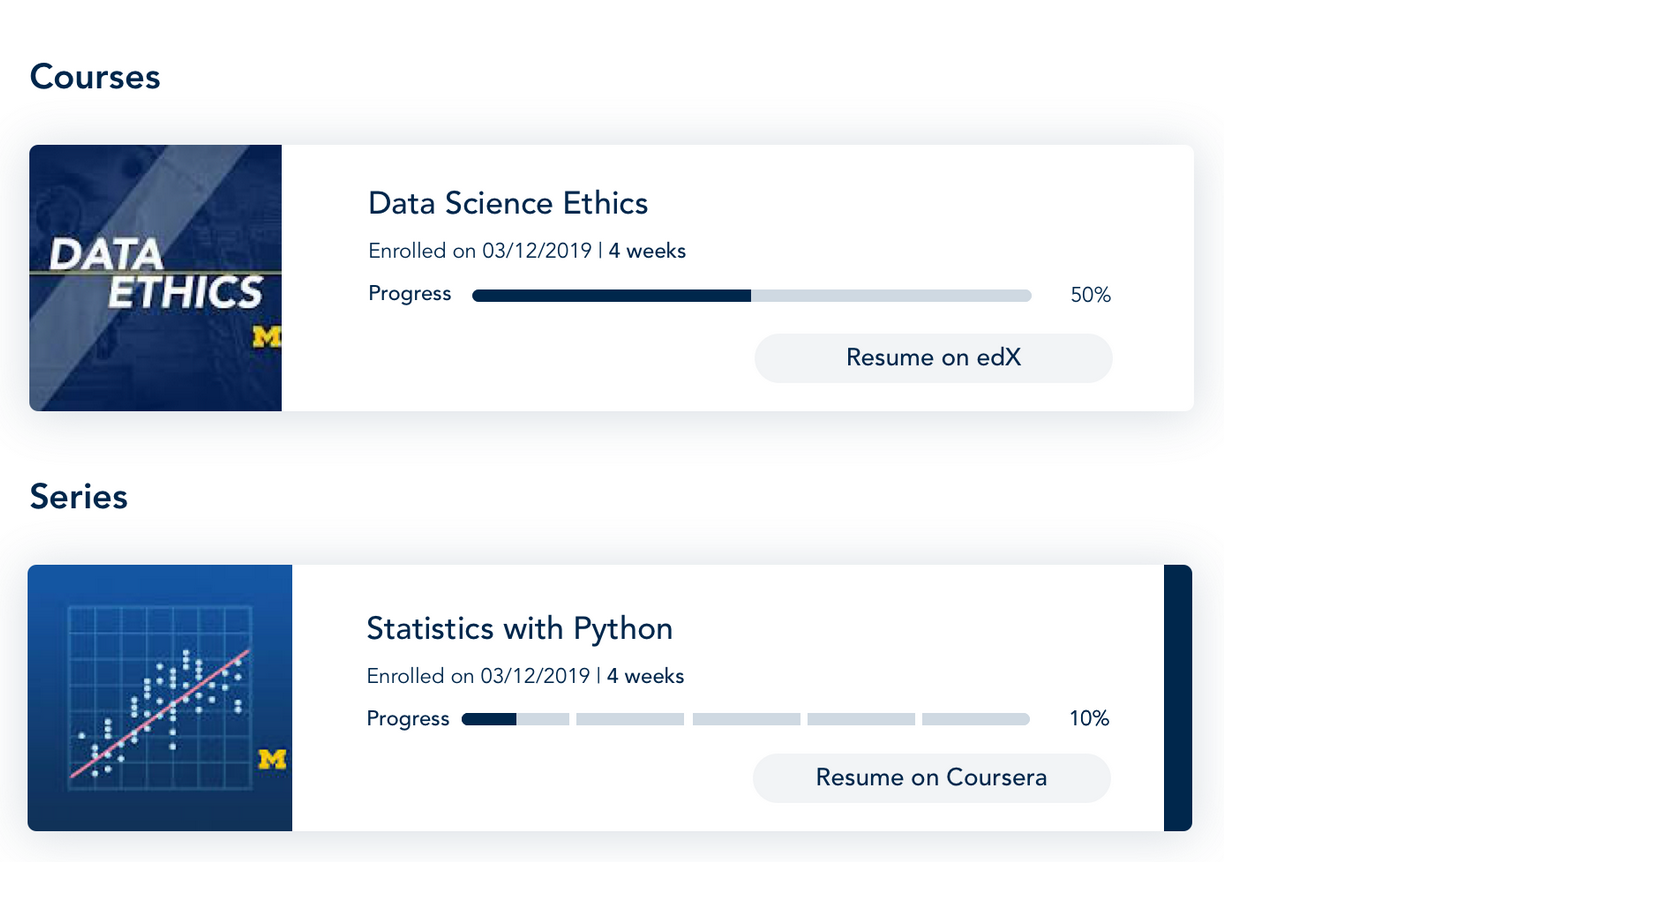 Courses
DATA
ETHICS
M
Data Science Ethics
Enrolled on 03/12/2019 | 4 weeks
Progress 50%
Resume on edX
Series
M
Statistics with Python
Enrolled on 03/12/2019 | 4 weeks
Progress 10%
Resume on Coursera